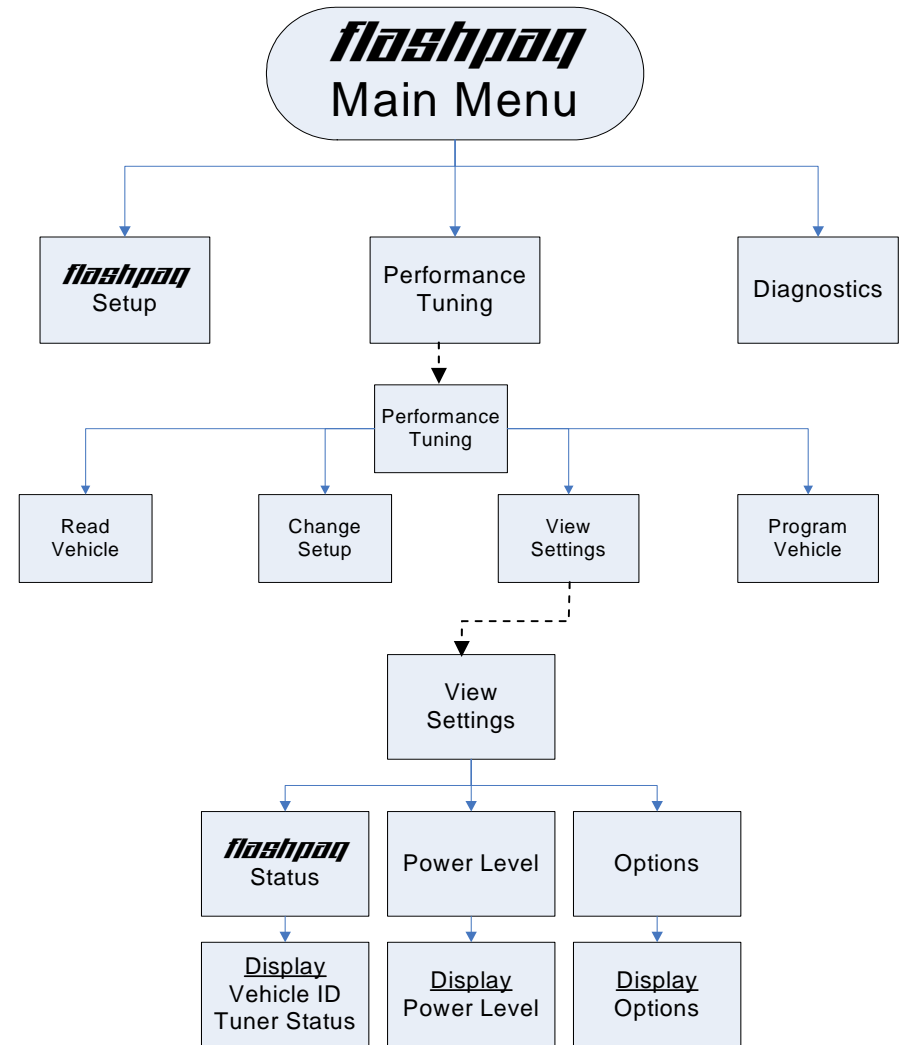 flashpaq
Main Menu
flashpaq
Setup
Performance
Tuning
Diagnostics
Performance
Tuning
Read
Vehicle
Change
Setup
View
Settings
Program
Vehicle
View
Settings
flashpaq
Status
Power Level
Options
Display
Vehicle ID
Tuner Status
Display
Power Level
Display
Options